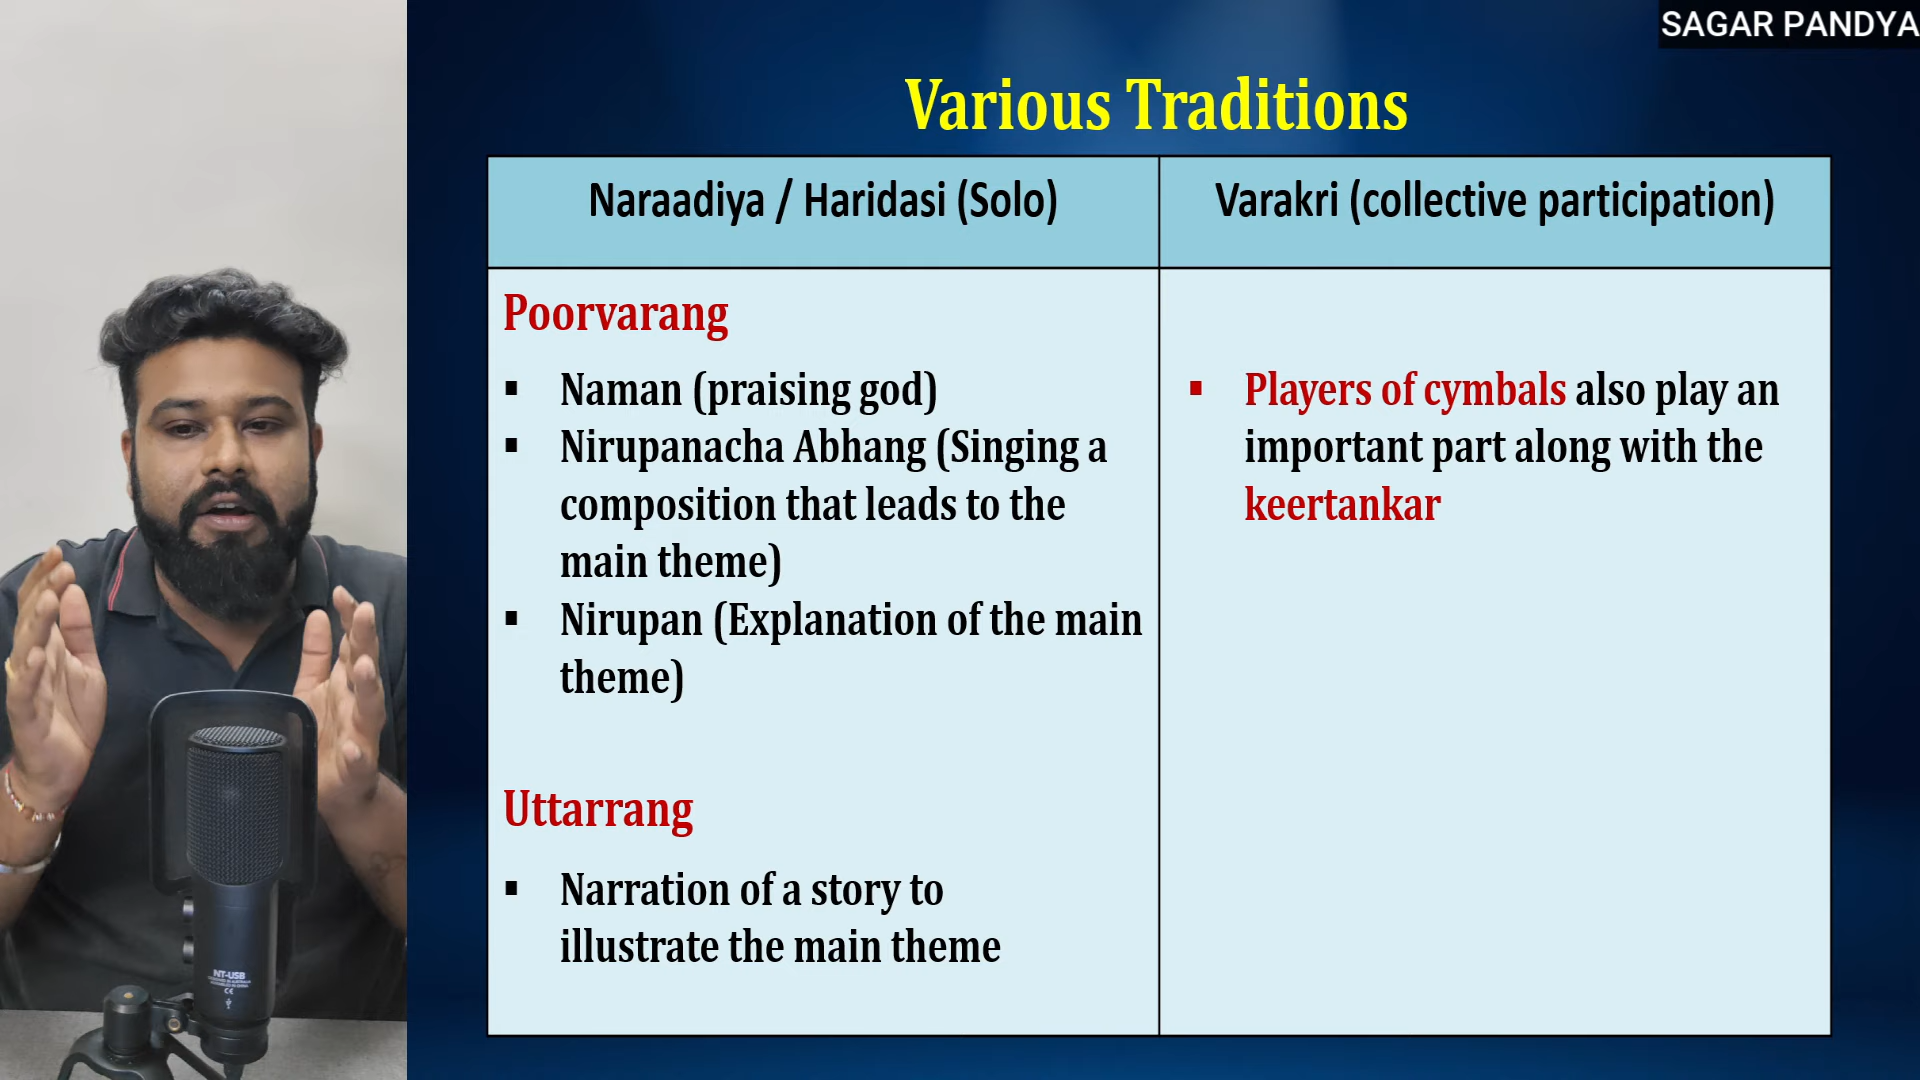 SAGAR PANDYA
Various Traditions
Naraadiya / Haridasi (Solo)
Varakri (collective participation)
Poorvarang
▪ Naman (praising god)
▪ Nirupanacha Abhang (Singing a
composition that leads to the
main theme)
▪ Nirupan (Explanation of the main
theme)
Uttarrang
▪ Narration of a story to
illustrate the main theme
▪ Players of cymbals also play an
important part along with the
keertankar
NT-USB